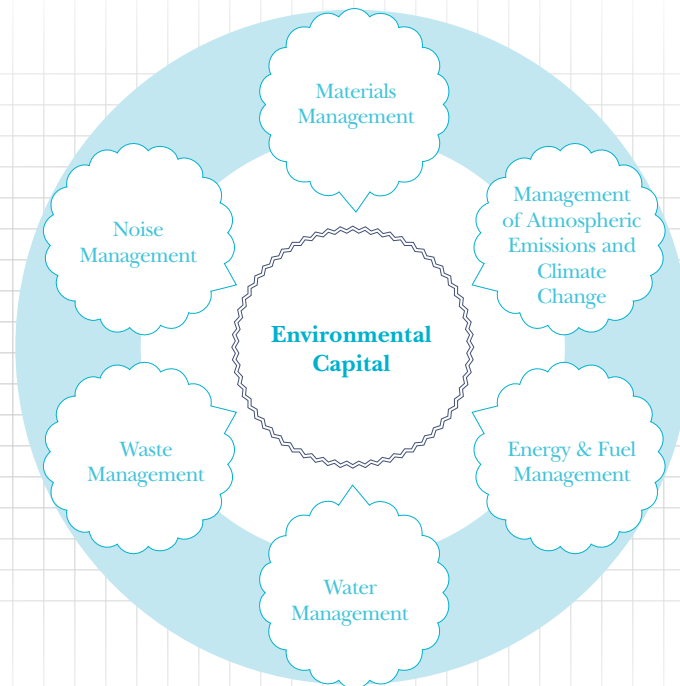 Materials
Management
Management
of Atmospheric
Emissions and
Climate
Change
Noise
Management
Environmental
Capital
Waste
Management
Energy & Fuel
Management
Water
Management